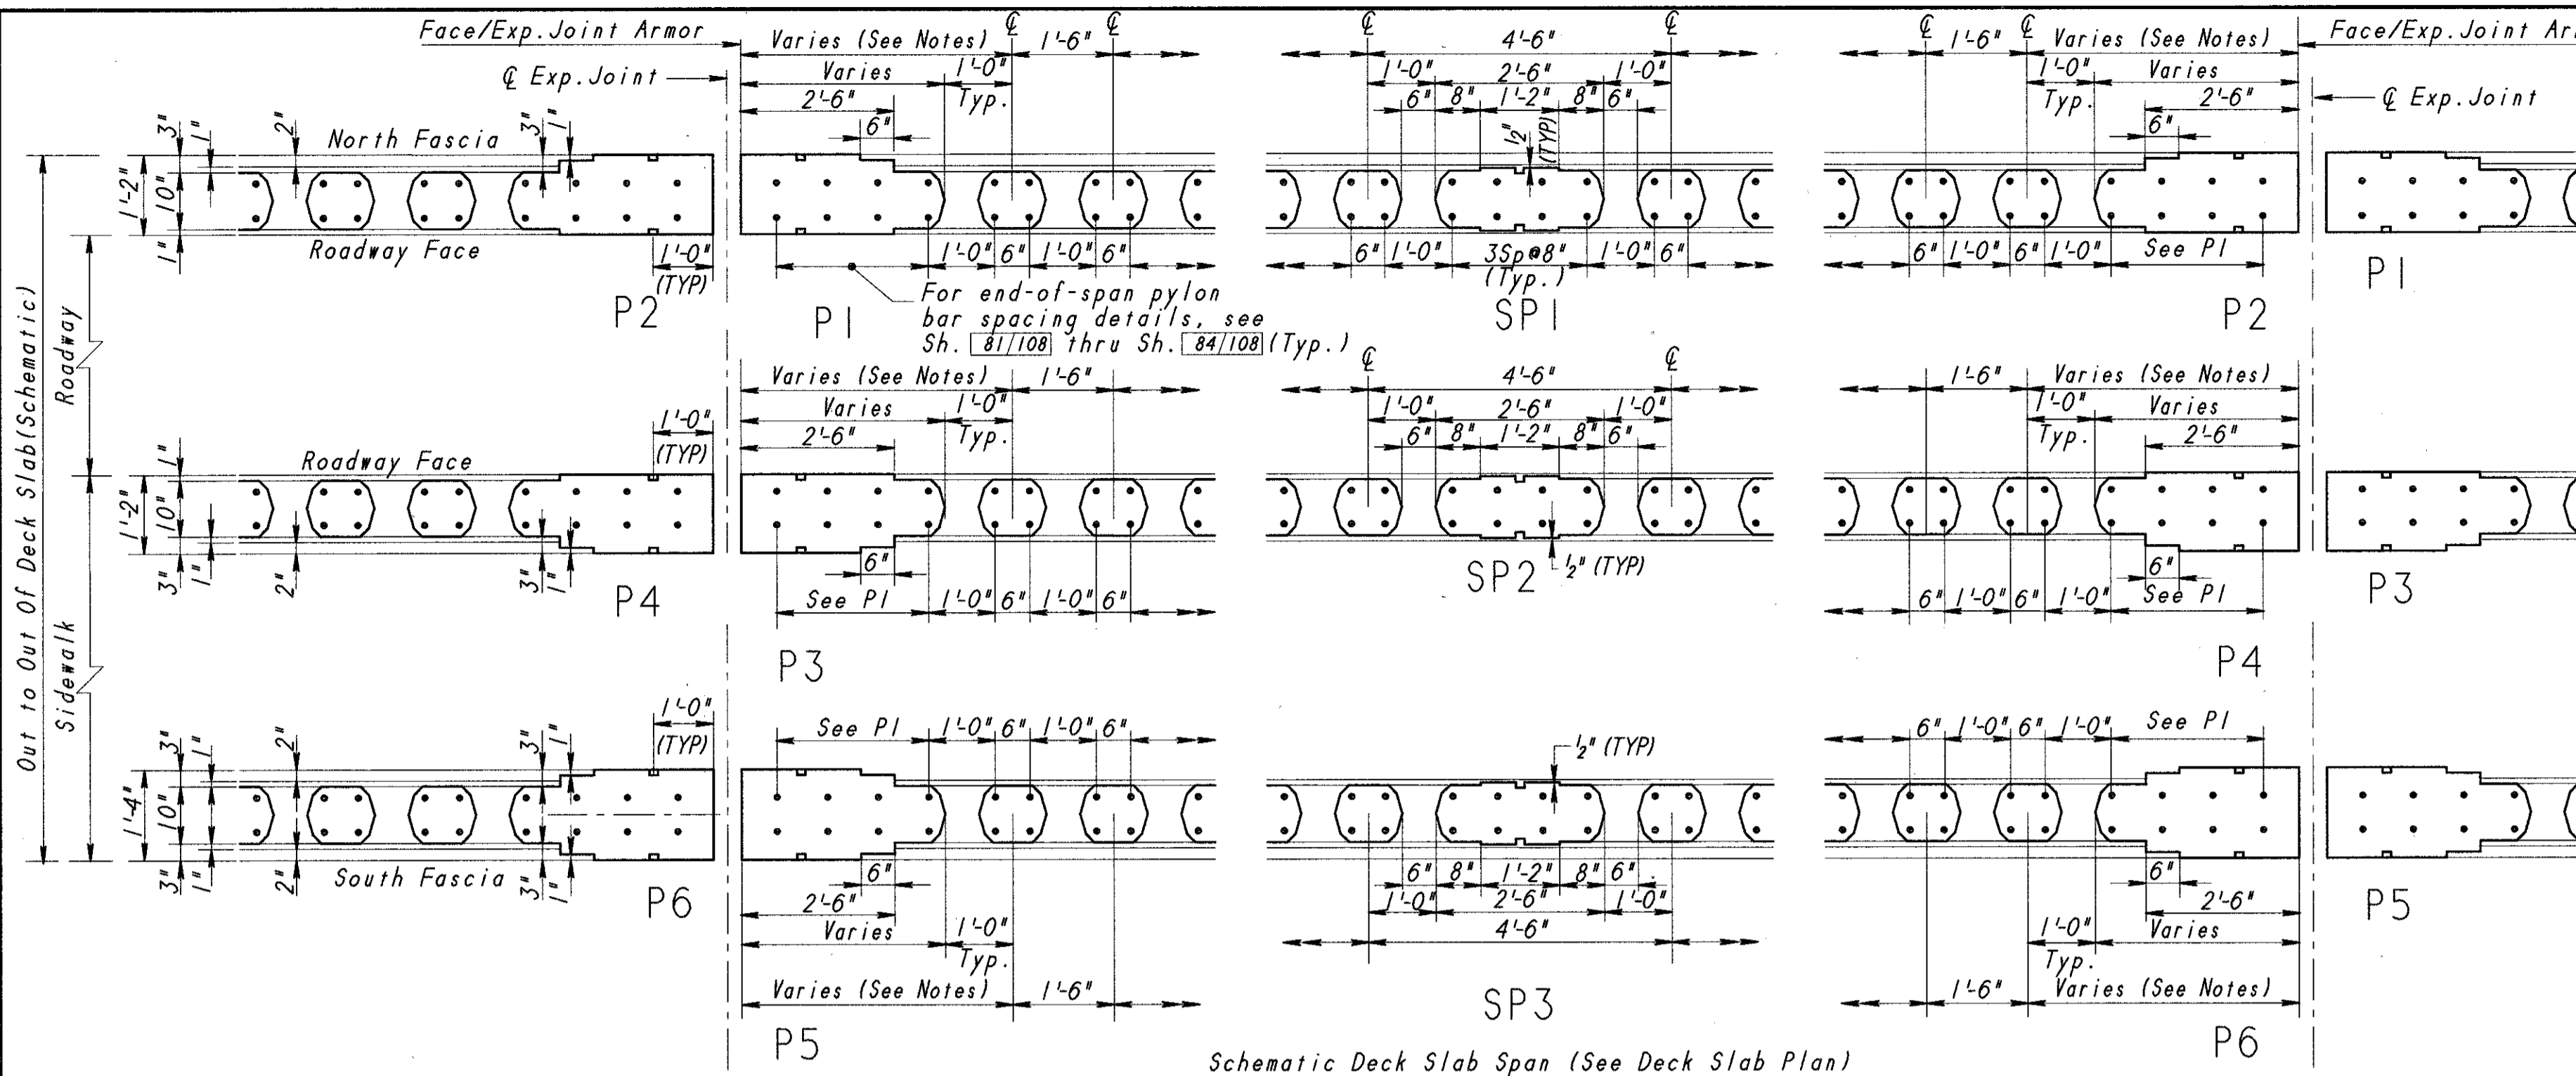 Face/Exp.Joint Armor
Varies (See Notes) ℄ 1'-6" ℄
℄ 4'-6" ℄
℄ 1'-6" ℄ Varies (See Notes)
Face/Exp.Joint Ar
℄ Exp.Joint
Varies 1'-0"
Typ.
2'-6"
6"
1'-0" 2'-6" 1'-0"
6" 8" 1'-2" 8" 6"
½"
(TYP)
1'-0" Varies
Typ.
2'-6"
6"
℄ Exp.Joint
3" 1" 2" North Fascia 3" 1"
1'-2" 10"
1"
Roadway Face
1'-0"
(TYP)
P2
1'-0" 6" 1'-0" 6"
P1
For end-of-span pylon
bar spacing details, see
Sh. 81/108 thru Sh. 84/108 (Typ.)
6" 1'-0" 3Sp@8" 1'-0" 6"
(Typ.)
SP1
6" 1'-0" 6" 1'-0" See P1
P2
P1
Out to Out Of Deck Slab(Schematic)
Roadway
Sidewalk
Varies (See Notes) 1'-6"
℄ 4'-6" ℄
1'-6" Varies (See Notes)
Varies 1'-0"
Typ.
2'-6"
1'-0" 2'-6" 1'-0"
6" 8" 1'-2" 8" 6"
1'-0" Varies
Typ.
2'-6"
1'-0"
(TYP)
1" Roadway Face
1'-2" 10"
3" 1" 2" 3" 1"
P4
6"
See P1 1'-0" 6" 1'-0" 6"
P3
SP2
½" (TYP)
6"
6" 1'-0" 6" 1'-0" See P1
P4
P3
1'-0"
(TYP)
See P1 1'-0" 6" 1'-0" 6"
½" (TYP)
6" 1'-0" 6" 1'-0" See P1
3" 1" 2" 3" 1"
1'-4" 10"
3" 1" 2" South Fascia 3" 1"
P6
6"
2'-6"
Varies 1'-0"
Typ.
Varies (See Notes) 1'-6"
P5
6" 8" 1'-2" 8" 6"
1'-0" 2'-6" 1'-0"
4'-6"
SP3
6"
2'-6"
1'-0" Varies
Typ.
1'-6" Varies (See Notes)
P6
P5
Schematic Deck Slab Span (See Deck Slab Plan)